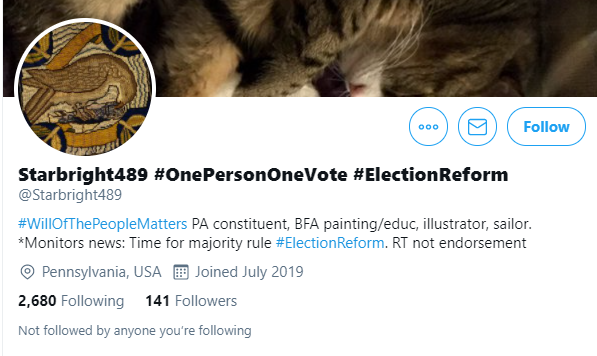 Follow
Starbright489 #OnePersonOneVote #ElectionReform
@Starbright489
#WillOfThePeopleMatters PA constituent, BFA painting/educ, illustrator, sailor.
*Monitors news: Time for majority rule #ElectionReform. RT not endorsement
Pennsylvania, USA Joined July 2019
2,680 Following 141 Followers
Not followed by anyone you're following